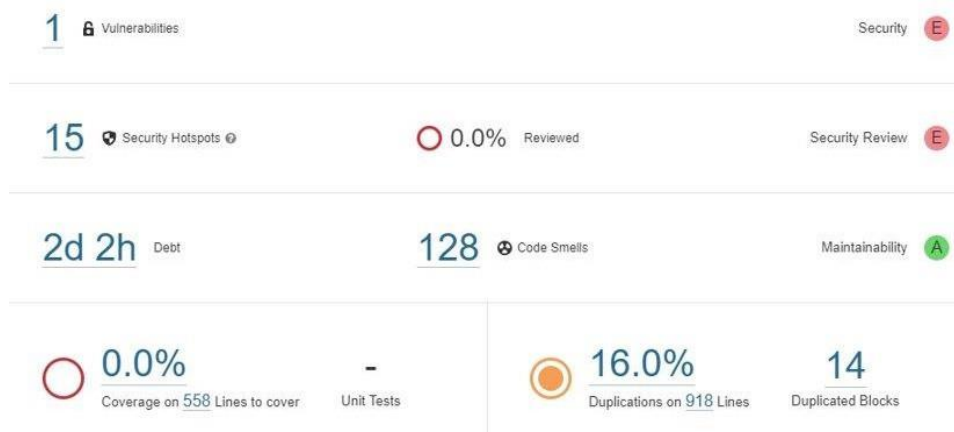 1 Vulnerabilities Security E
15 Security Hotspots ? 0.0% Reviewed Security Review E
2d 2h Debt 128 Code Smells Maintainability A
0.0% - 16.0% 14
Coverage on 558 Lines to cover Unit Tests Duplications on 918 Lines Duplicated Blocks